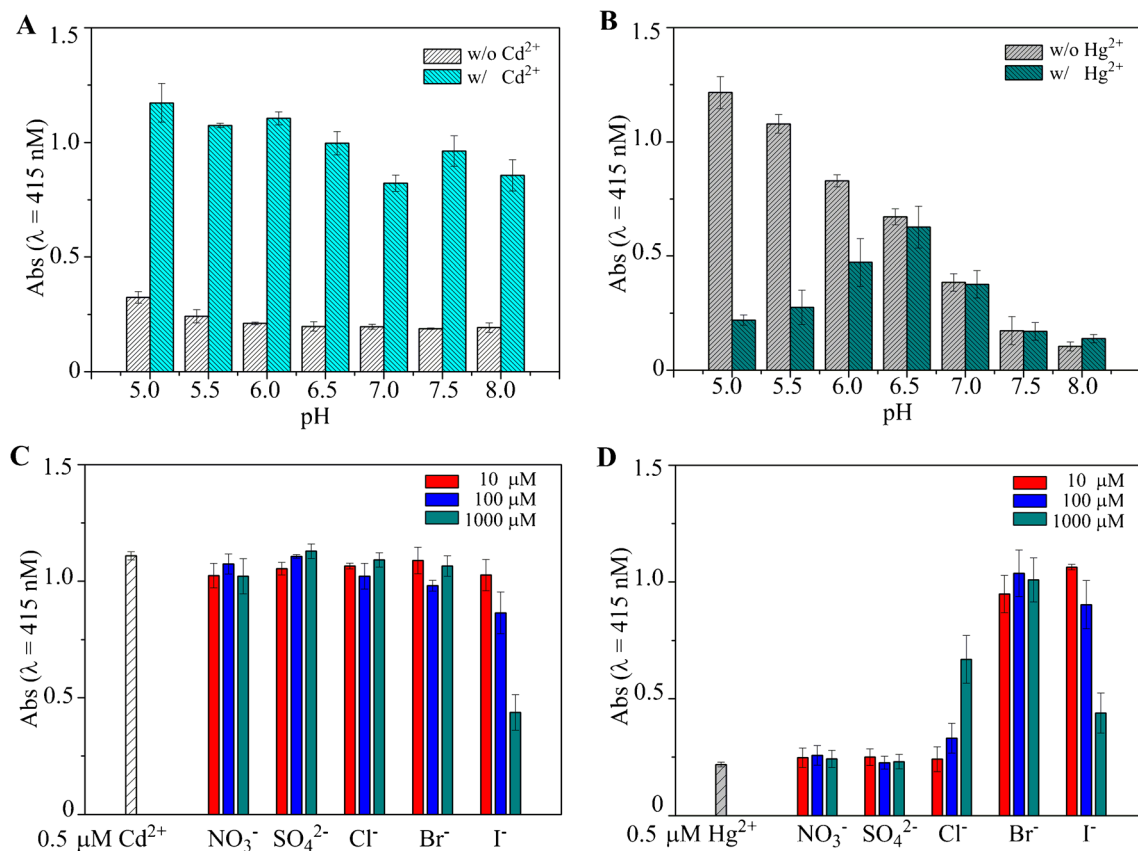 A
1.5
1.0
0.5
0
Abs (λ = 415 nM)
w/o Cd²⁺
w/ Cd²⁺
5.0 5.5 6.0 6.5 7.0 7.5 8.0
pH
B
1.5
1.0
0.5
0
Abs (λ = 415 nM)
w/o Hg²⁺
w/ Hg²⁺
5.0 5.5 6.0 6.5 7.0 7.5 8.0
pH
C
1.5
1.0
0.5
0
Abs (λ = 415 nM)
10 μM
100 μM
1000 μM
0.5 μM Cd²⁺ NO₃⁻ SO₄²⁻ Cl⁻ Br⁻ I⁻
D
1.5
1.0
0.5
0
Abs (λ = 415 nM)
10 μM
100 μM
1000 μM
0.5 μM Hg²⁺ NO₃⁻ SO₄²⁻ Cl⁻ Br⁻ I⁻